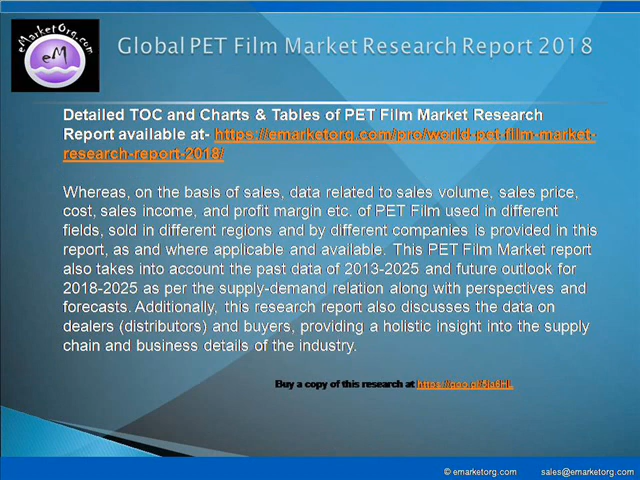 eMarketOrg.com
eM
Global PET Film Market Research Report 2018
Detailed TOC and Charts & Tables of PET Film Market Research
Report available at- https://emarketorg.com/pro/world-pet-film-market-
research-report-2018/
Whereas, on the basis of sales, data related to sales volume, sales price,
cost, sales income, and profit margin etc. of PET Film used in different
fields, sold in different regions and by different companies is provided in this
report, as and where applicable and available. This PET Film Market report
also takes into account the past data of 2013-2025 and future outlook for
2018-2025 as per the supply-demand relation along with perspectives and
forecasts. Additionally, this research report also discusses the data on
dealers (distributors) and buyers, providing a holistic insight into the supply
chain and business details of the industry.
Buy a copy of this research at
© emarketorg.com sales@emarketorg.com